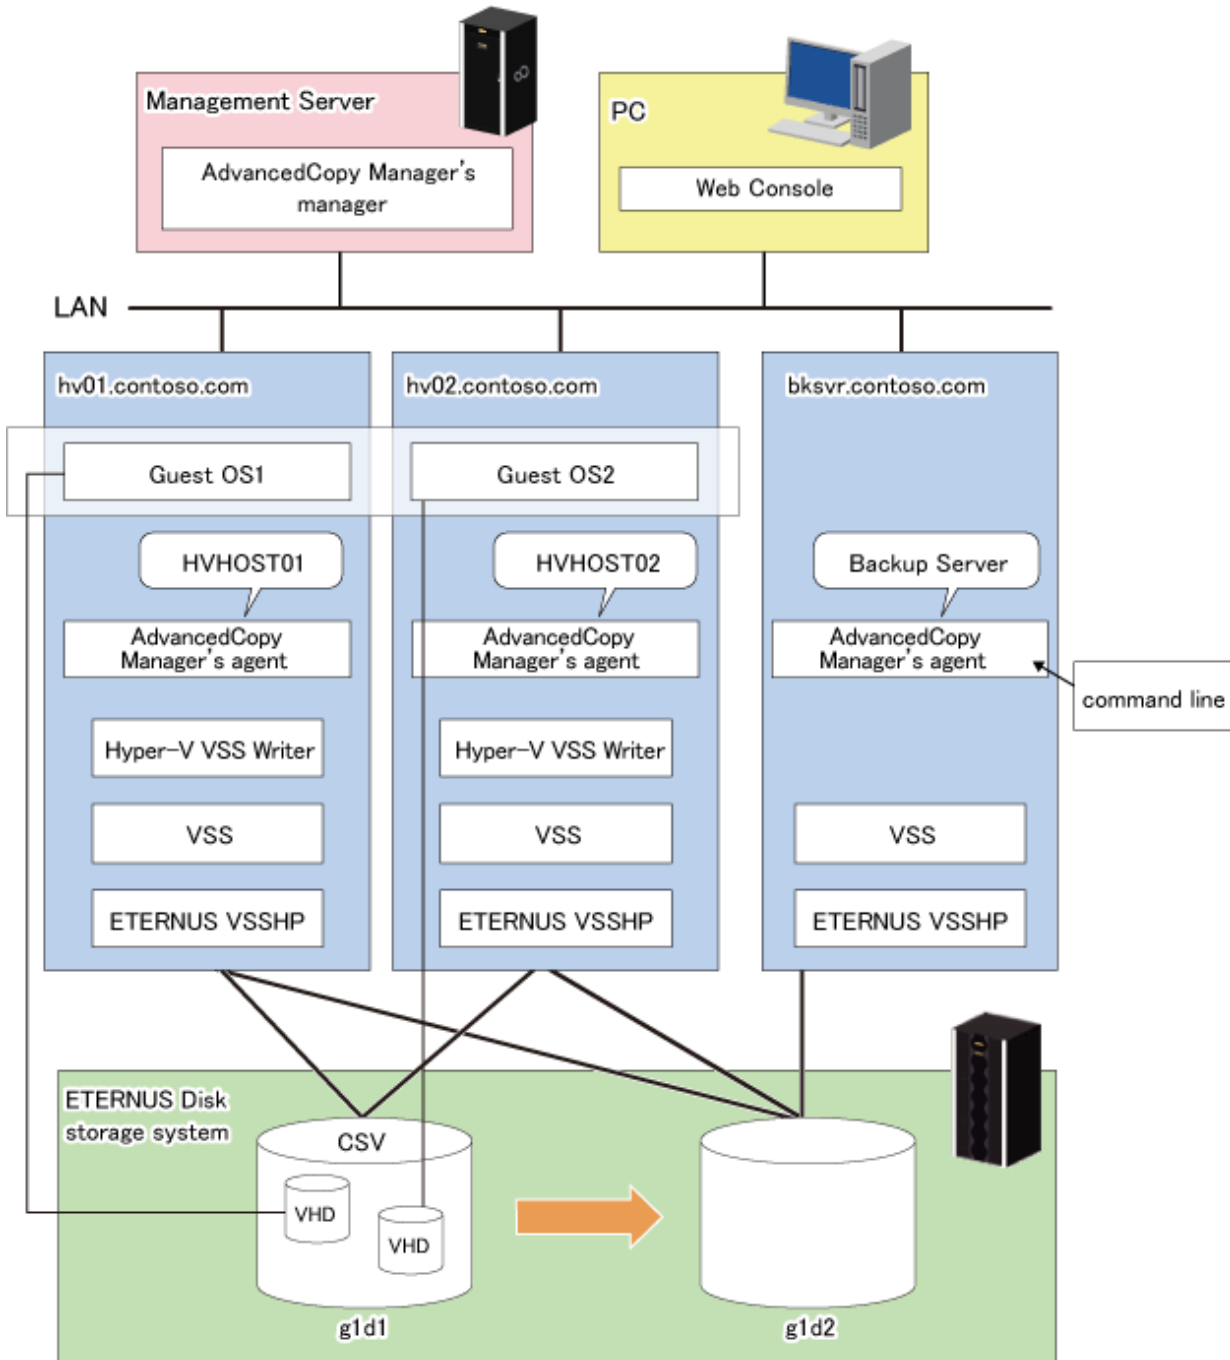 Management Server
AdvancedCopy Manager's
manager
PC
Web Console
LAN
hv01.contoso.com
hv02.contoso.com
bksvr.contoso.com
Guest OS1
Guest OS2
HVHOST01
HVHOST02
Backup Server
AdvancedCopy
Manager's agent
AdvancedCopy
Manager's agent
AdvancedCopy
Manager's agent
command line
Hyper-V VSS Writer
Hyper-V VSS Writer
VSS
VSS
VSS
ETERNUS VSSHP
ETERNUS VSSHP
ETERNUS VSSHP
ETERNUS Disk
storage system
CSV
VHD
VHD
g1d1
g1d2